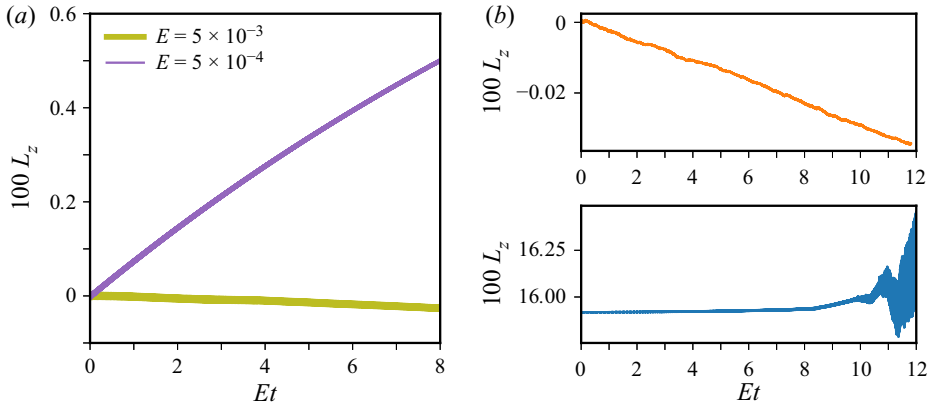 (a)
0.6
0.4
0.2
0
100 L_z
E = 5 × 10⁻³
E = 5 × 10⁻⁴
0 2 4 6 8
Et
(b)
0
−0.02
100 L_z
0 2 4 6 8 10 12
16.25
16.00
100 L_z
0 2 4 6 8 10 12
Et